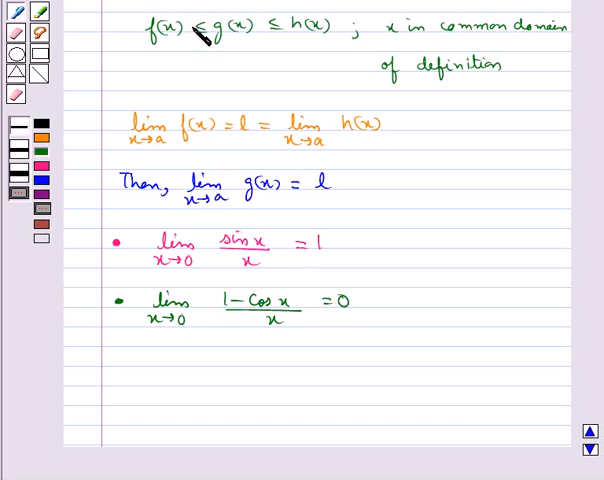 f(x) ≤ g(x) ≤ h(x) ; x in common domain
of definition
lim x→a f(x) = l = lim x→a h(x)
Then, lim x→a g(x) = l
• lim x→0 sin x / x = 1
• lim x→0 1 - Cos x / x = 0